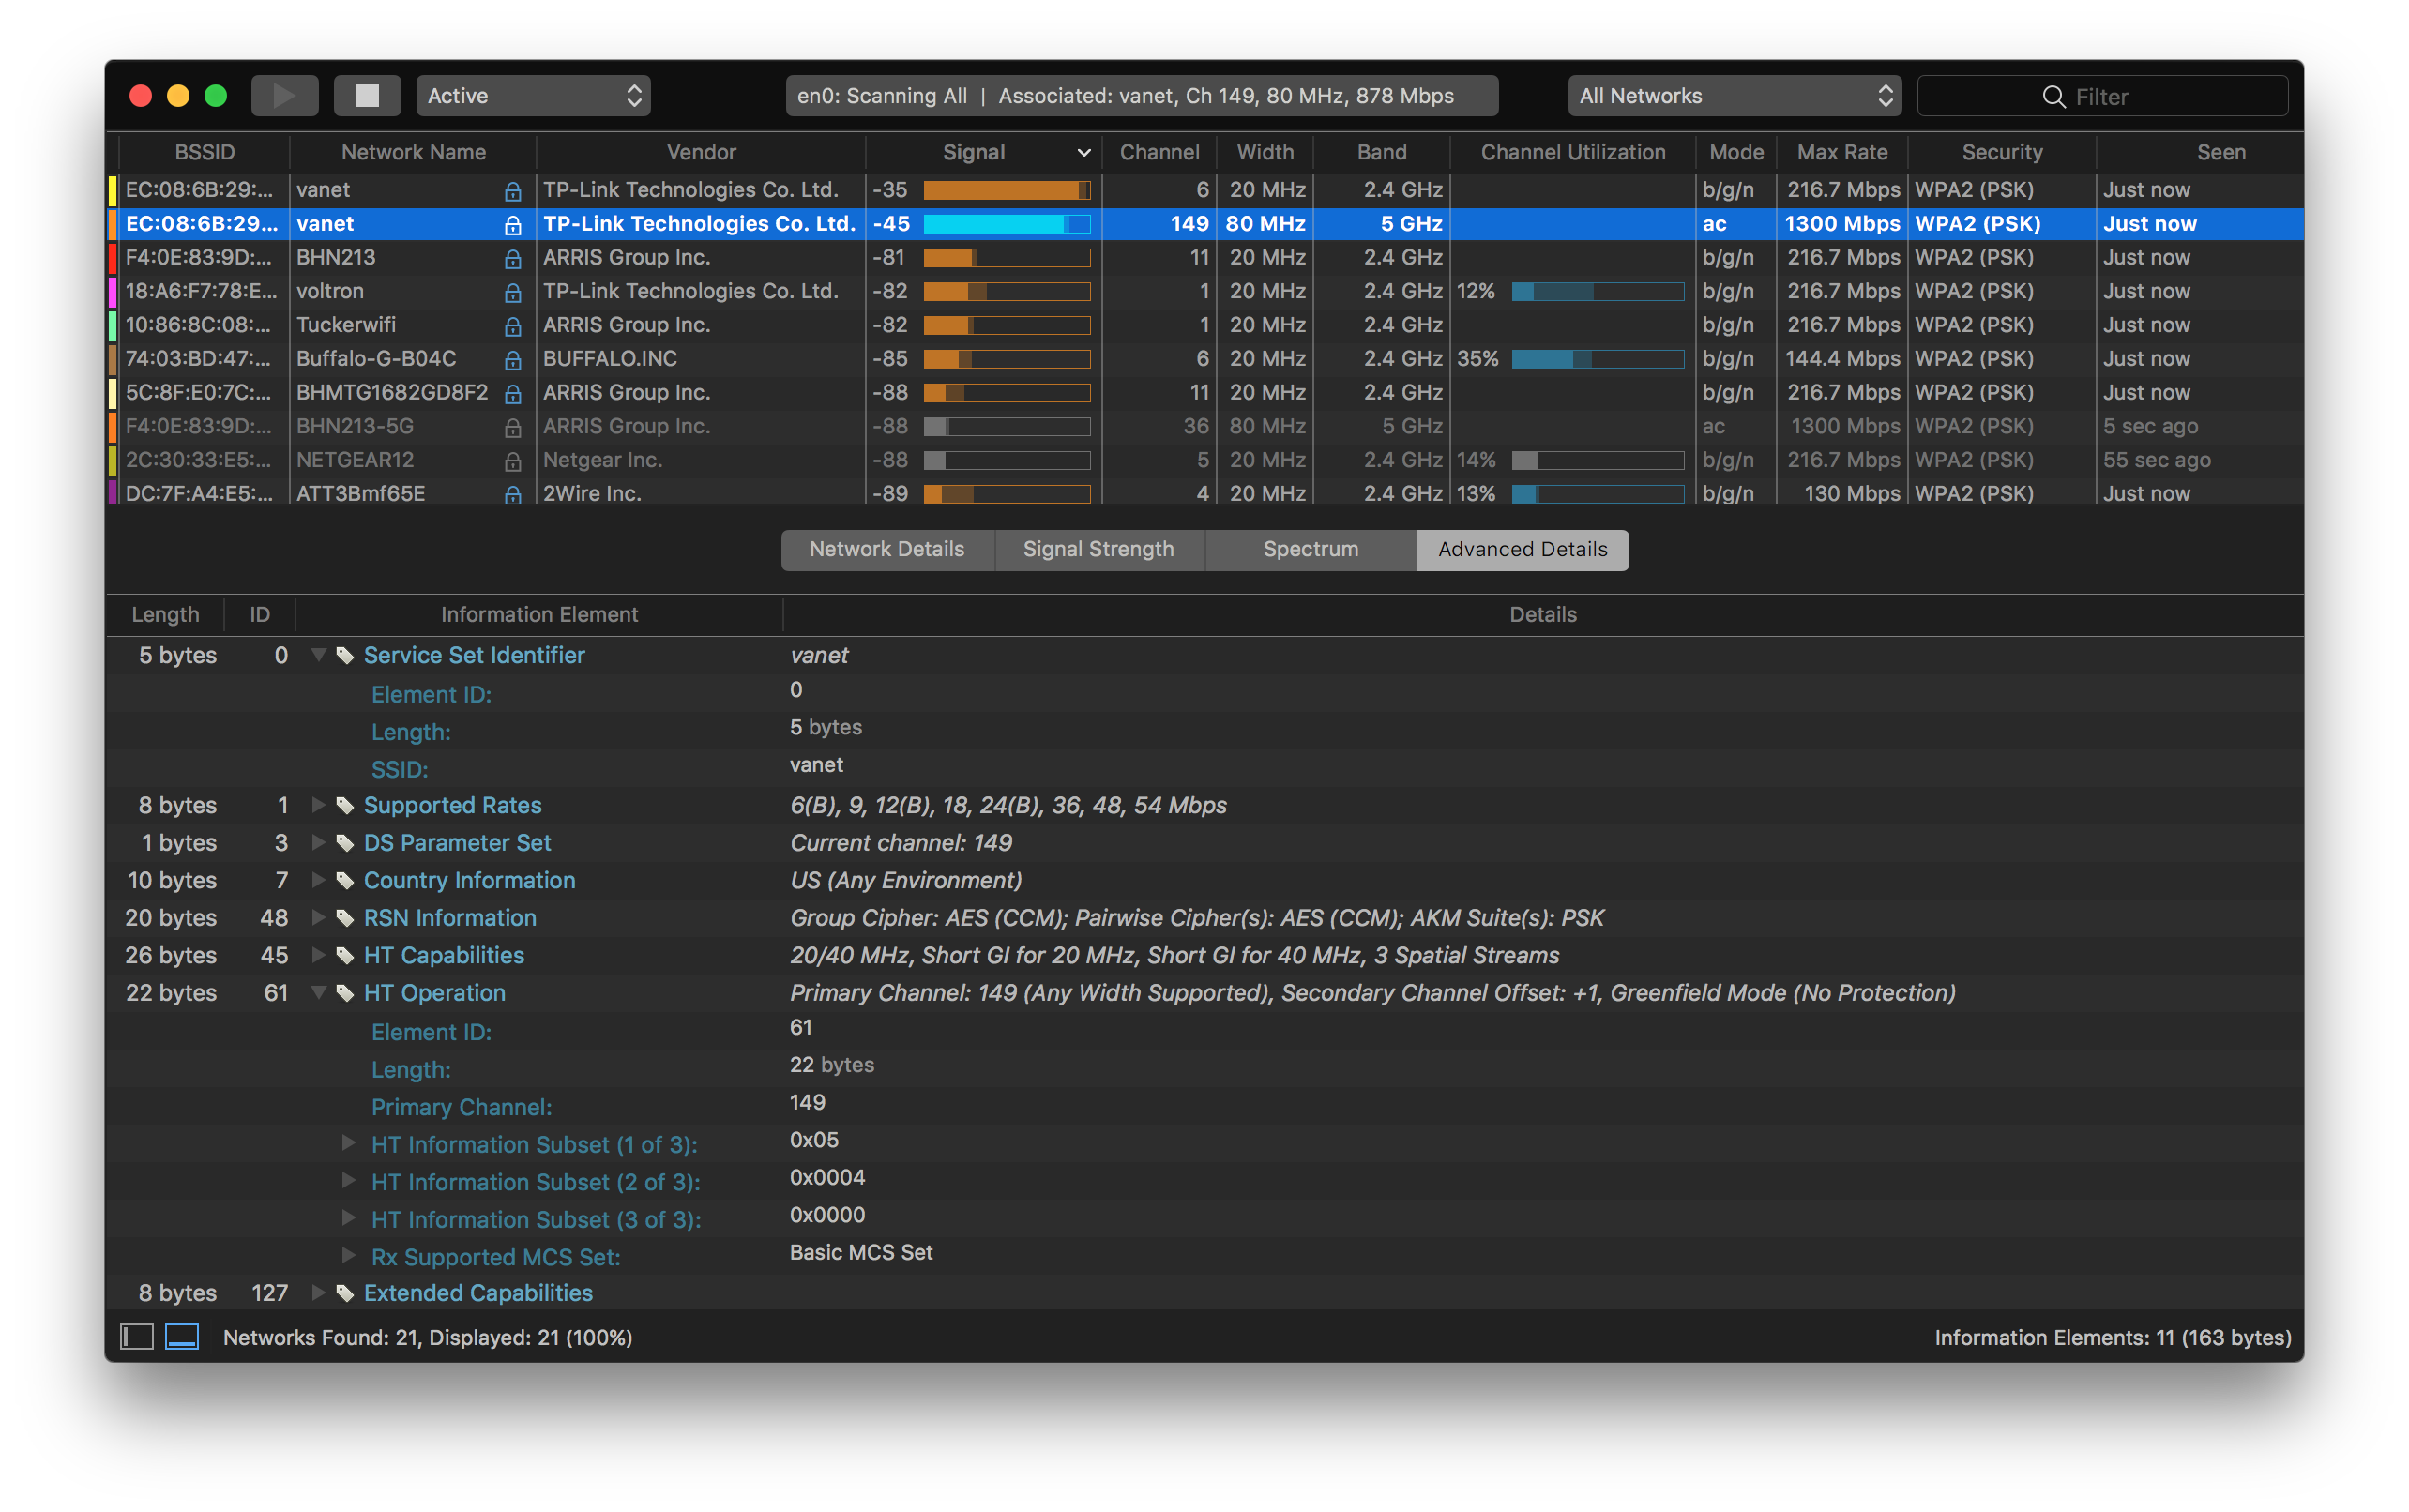 Active en0: Scanning All | Associated: vanet, Ch 149, 80 MHz, 878 Mbps All Networks Filter
BSSID Network Name Vendor Signal Channel Width Band Channel Utilization Mode Max Rate Security Seen
EC:08:6B:29:... vanet TP-Link Technologies Co. Ltd. -35 6 20 MHz 2.4 GHz b/g/n 216.7 Mbps WPA2 (PSK) Just now
EC:08:6B:29... vanet TP-Link Technologies Co. Ltd. -45 149 80 MHz 5 GHz ac 1300 Mbps WPA2 (PSK) Just now
F4:0E:83:9D:... BHN213 ARRIS Group Inc. -81 11 20 MHz 2.4 GHz b/g/n 216.7 Mbps WPA2 (PSK) Just now
18:A6:F7:78:E... voltron TP-Link Technologies Co. Ltd. -82 1 20 MHz 2.4 GHz 12% b/g/n 216.7 Mbps WPA2 (PSK) Just now
10:86:8C:08:... Tuckerwifi ARRIS Group Inc. -82 1 20 MHz 2.4 GHz b/g/n 216.7 Mbps WPA2 (PSK) Just now
74:03:BD:47:... Buffalo-G-B04C BUFFALO.INC -85 6 20 MHz 2.4 GHz 35% b/g/n 144.4 Mbps WPA2 (PSK) Just now
5C:8F:E0:7C:... BHMTG1682GD8F2 ARRIS Group Inc. -88 11 20 MHz 2.4 GHz b/g/n 216.7 Mbps WPA2 (PSK) Just now
F4:0E:83:9D:... BHN213-5G ARRIS Group Inc. -88 36 80 MHz 5 GHz ac 1300 Mbps WPA2 (PSK) 5 sec ago
2C:30:33:E5:... NETGEAR12 Netgear Inc. -88 5 20 MHz 2.4 GHz 14% b/g/n 216.7 Mbps WPA2 (PSK) 55 sec ago
DC:7F:A4:E5:... ATT3Bmf65E 2Wire Inc. -89 4 20 MHz 2.4 GHz 13% b/g/n 130 Mbps WPA2 (PSK) Just now
Network Details Signal Strength Spectrum Advanced Details
Length ID Information Element Details
5 bytes 0 Service Set Identifier vanet
Element ID: 0
Length: 5 bytes
SSID: vanet
8 bytes 1 Supported Rates 6(B), 9, 12(B), 18, 24(B), 36, 48, 54 Mbps
1 bytes 3 DS Parameter Set Current channel: 149
10 bytes 7 Country Information US (Any Environment)
20 bytes 48 RSN Information Group Cipher: AES (CCM); Pairwise Cipher(s): AES (CCM); AKM Suite(s): PSK
26 bytes 45 HT Capabilities 20/40 MHz, Short GI for 20 MHz, Short GI for 40 MHz, 3 Spatial Streams
22 bytes 61 HT Operation Primary Channel: 149 (Any Width Supported), Secondary Channel Offset: +1, Greenfield Mode (No Protection)
Element ID: 61
Length: 22 bytes
Primary Channel: 149
HT Information Subset (1 of 3): 0x05
HT Information Subset (2 of 3): 0x0004
HT Information Subset (3 of 3): 0x0000
Rx Supported MCS Set: Basic MCS Set
8 bytes 127 Extended Capabilities
Networks Found: 21, Displayed: 21 (100%) Information Elements: 11 (163 bytes)